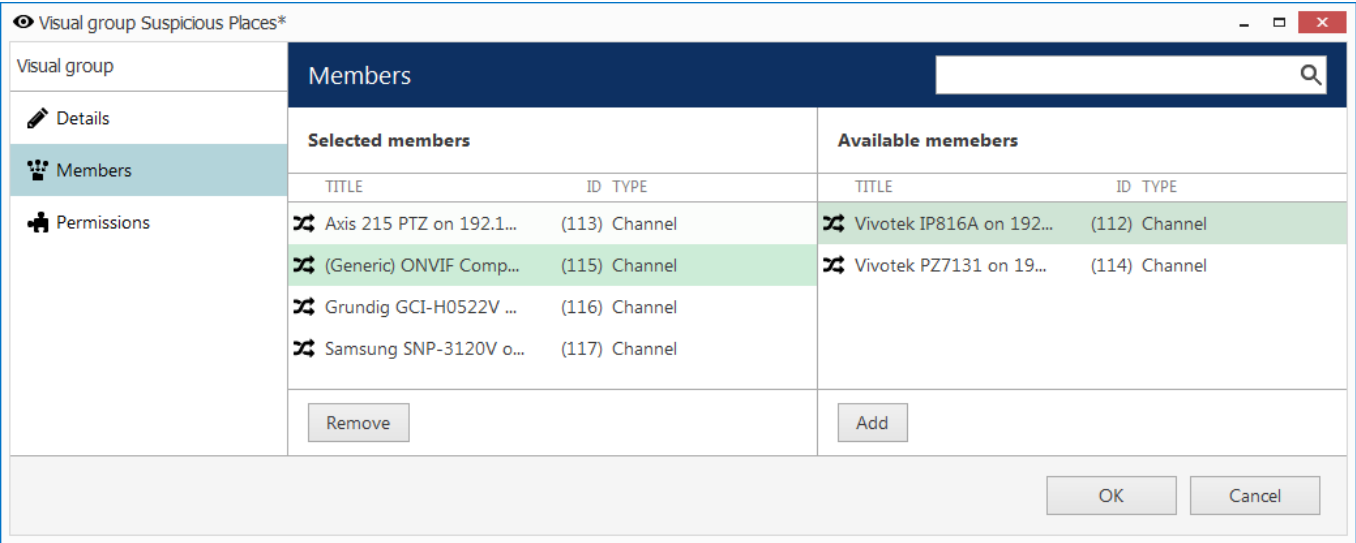 Visual group Suspicious Places*
Visual group
Details
Members
Permissions
Members
Selected members
TITLE ID TYPE
Axis 215 PTZ on 192.1... (113) Channel
(Generic) ONVIF Comp... (115) Channel
Grundig GCI-H0522V ... (116) Channel
Samsung SNP-3120V o... (117) Channel
Remove
Available memebers
TITLE ID TYPE
Vivotek IP816A on 192... (112) Channel
Vivotek PZ7131 on 19... (114) Channel
Add
OK Cancel